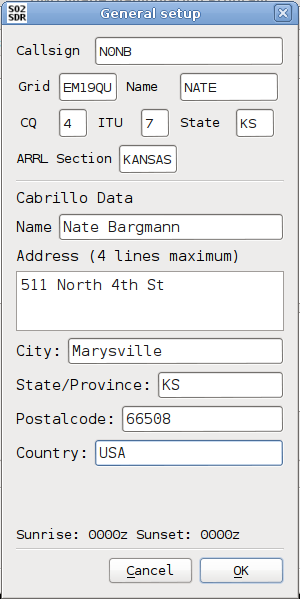 SO2 SDR General setup
Callsign N0NB
Grid EM19QU Name NATE
CQ 4 ITU 7 State KS
ARRL Section KANSAS
Cabrillo Data
Name Nate Bargmann
Address (4 lines maximum)
511 North 4th St
City: Marysville
State/Province: KS
Postalcode: 66508
Country: USA
Sunrise: 0000z Sunset: 0000z
Cancel OK